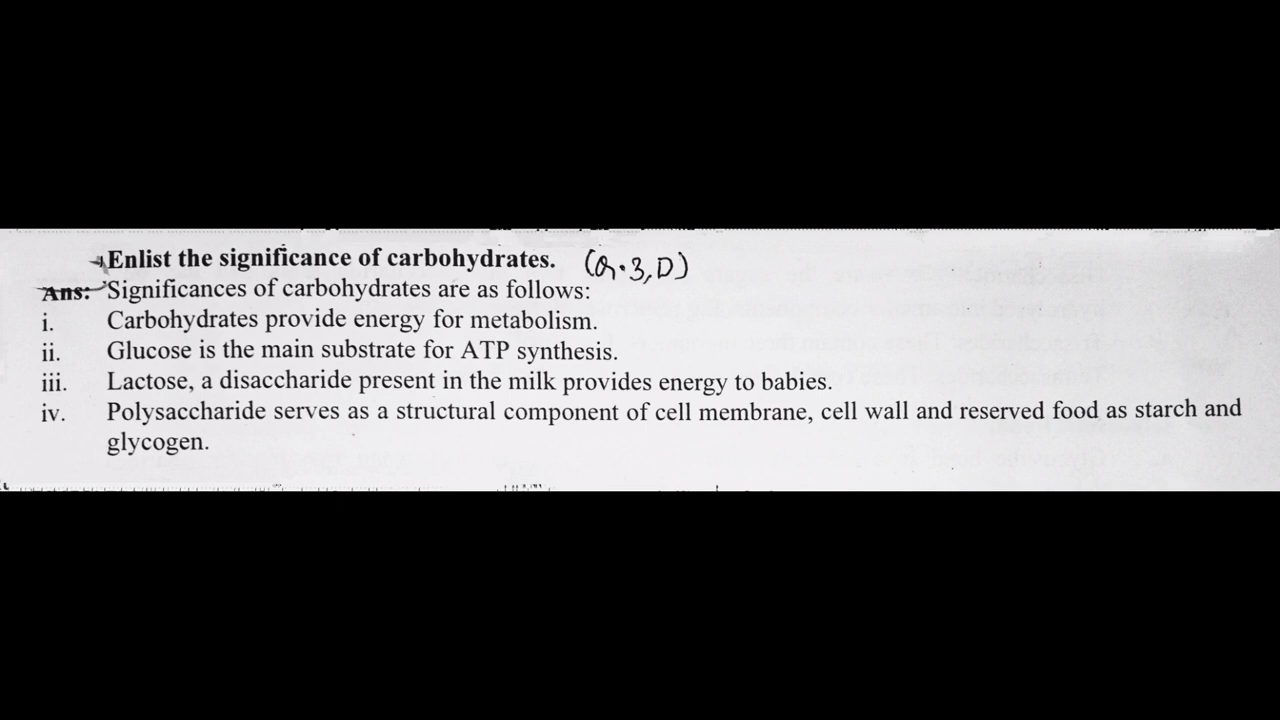 Enlist the significance of carbohydrates. (Q.3,D)
Ans: Significances of carbohydrates are as follows:
i. Carbohydrates provide energy for metabolism.
ii. Glucose is the main substrate for ATP synthesis.
iii. Lactose, a disaccharide present in the milk provides energy to babies.
iv. Polysaccharide serves as a structural component of cell membrane, cell wall and reserved food as starch and
glycogen.